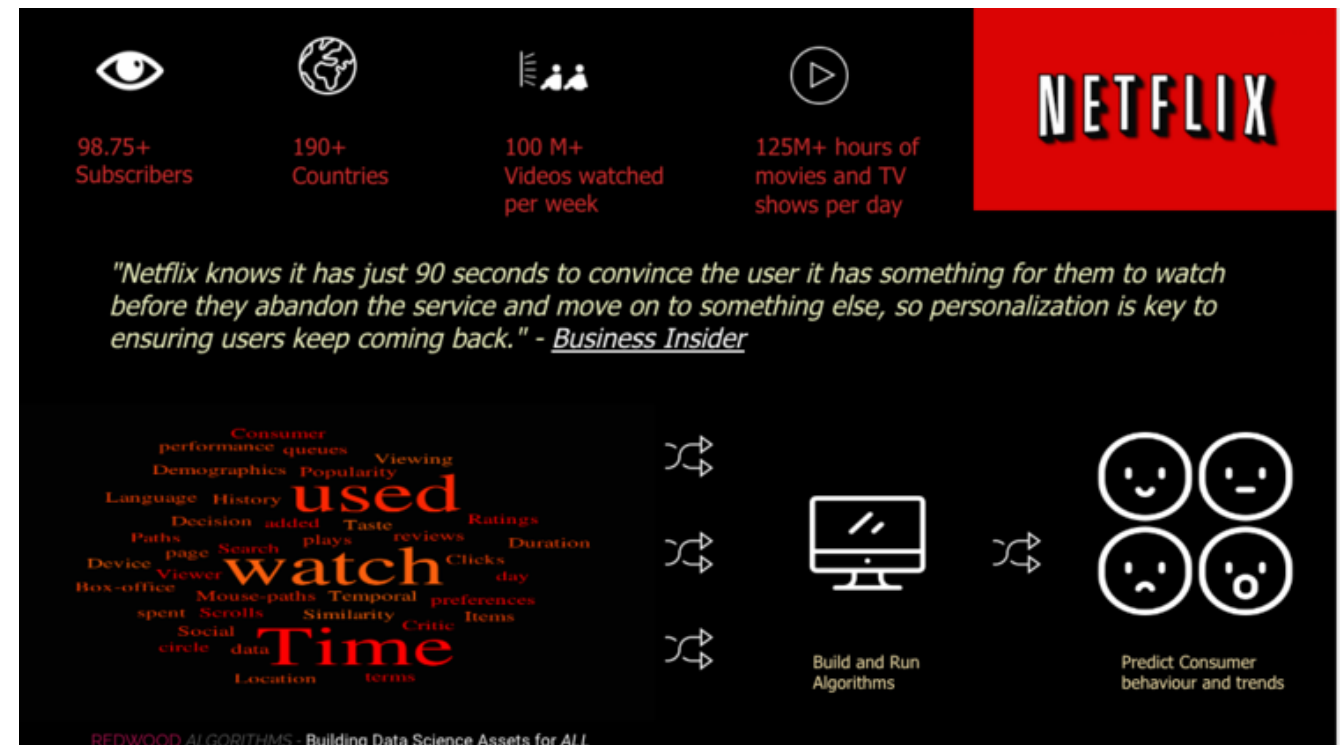 98.75+
Subscribers
190+
Countries
100 M+
Videos watched
per week
125M+ hours of
movies and TV
shows per day
NETFLIX
"Netflix knows it has just 90 seconds to convince the user it has something for them to watch
before they abandon the service and move on to something else, so personalization is key to
ensuring users keep coming back." - Business Insider
Consumer
performance queues Viewing
Demographics Popularity
Language History used
Decision added Taste Ratings
Paths plays reviews Duration
Device page Search watch Clicks
Viewer day
Box-office Mouse-paths Temporal preferences
spent Scrolls Similarity Critic Items
Social
circle data Time
Location terms
Build and Run
Algorithms
Predict Consumer
behaviour and trends
REDWOOD ALGORITHMS - Building Data Science Assets for ALL